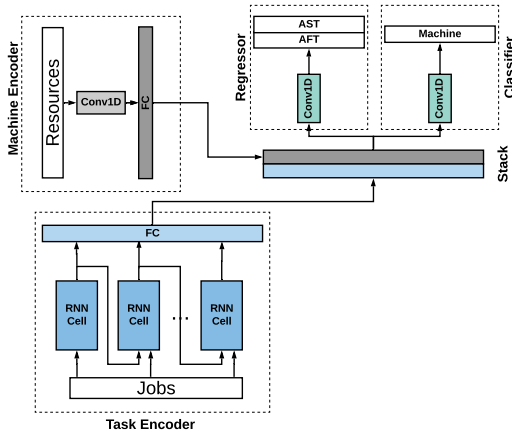 Machine Encoder
Resources
Conv1D
FC
Regressor
AST
AFT
Conv1D
Machine
Conv1D
Classifier
Stack
FC
RNN
Cell
RNN
Cell
...
RNN
Cell
Jobs
Task Encoder